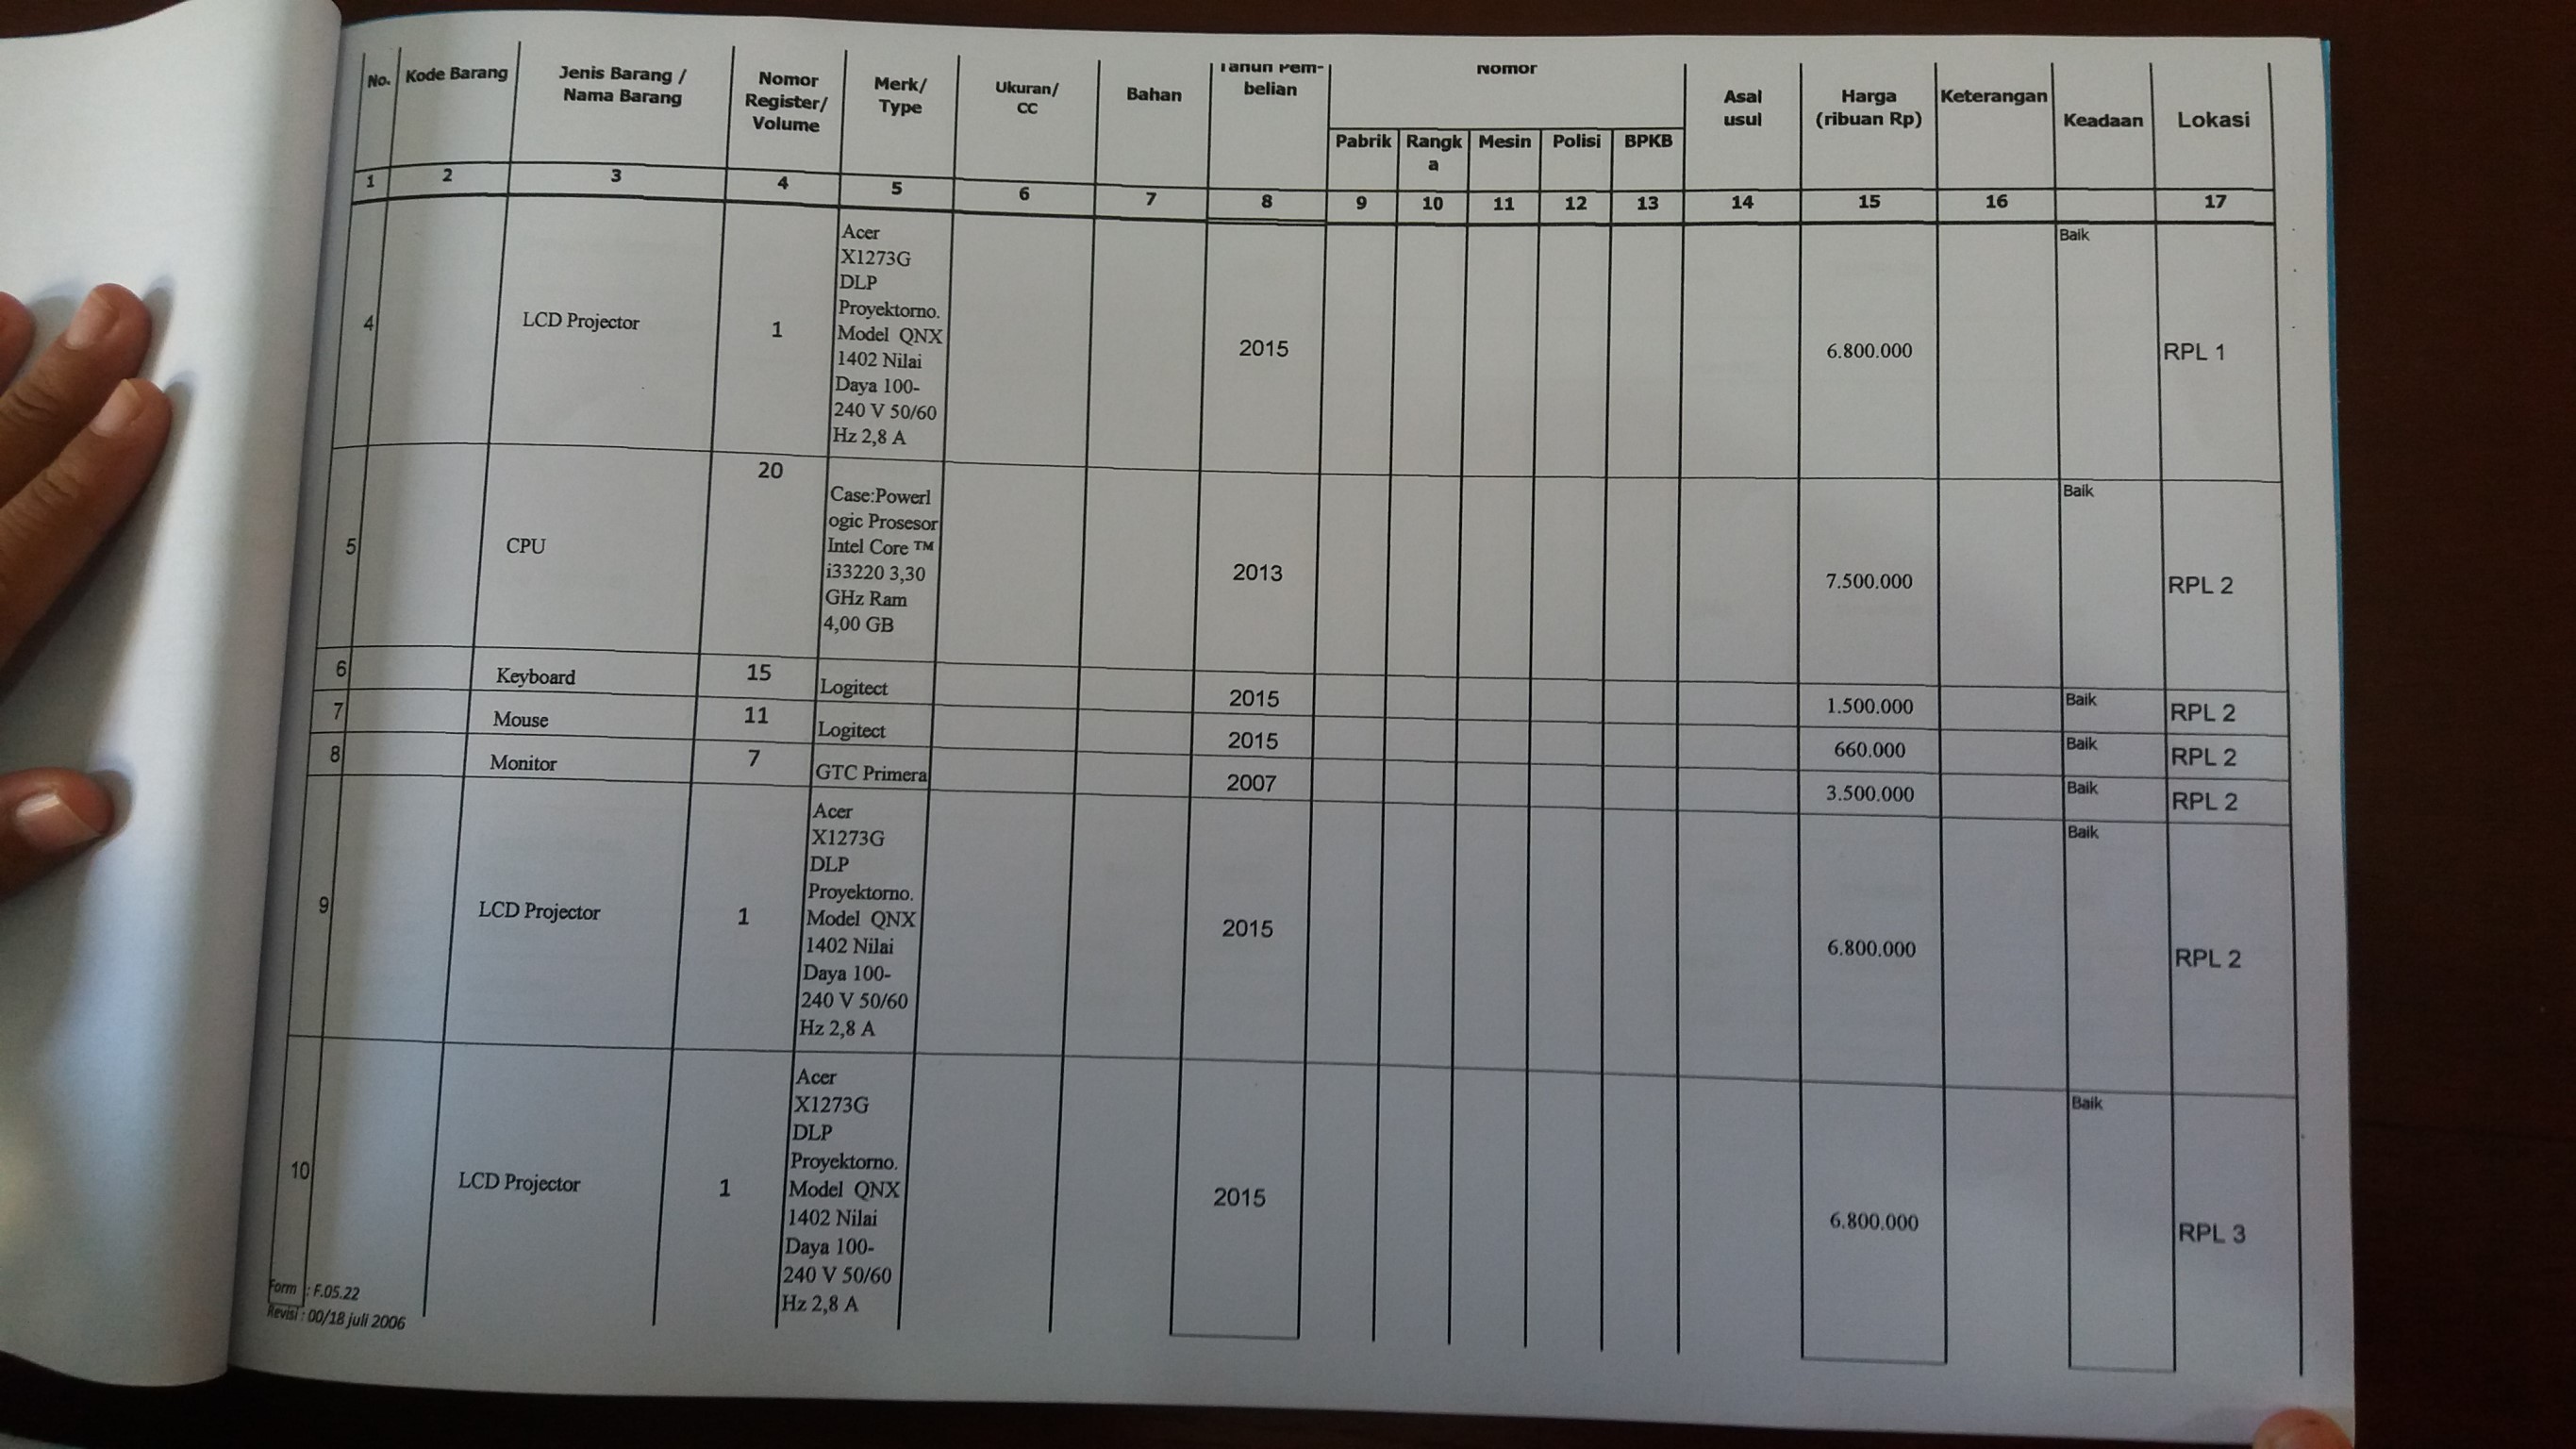 No. Kode Barang Jenis Barang / Nomor Merk/ Ukuran/ Bahan Tahun Pem- Nomor Asal Harga Keterangan Keadaan Lokasi
Nama Barang Register/ Type CC belian usul (ribuan Rp)
Volume
Pabrik Rangk Mesin Polisi BPKB
a
1 2 3 4 5 6 7 8 9 10 11 12 13 14 15 16 17
4 LCD Projector 1 Acer 2015 6.800.000 Baik RPL 1
X1273G
DLP
Proyektorno.
Model QNX
1402 Nilai
Daya 100-
240 V 50/60
Hz 2,8 A
5 CPU 20 Case:Powerl 2013 7.500.000 Baik RPL 2
ogic Prosesor
Intel Core ™
i33220 3,30
GHz Ram
4,00 GB
6 Keyboard 15 Logitect 2015 1.500.000 Baik RPL 2
7 Mouse 11 Logitect 2015 660.000 Baik RPL 2
8 Monitor 7 GTC Primera 2007 3.500.000 Baik RPL 2
9 LCD Projector 1 Acer 2015 6.800.000 Baik RPL 2
X1273G
DLP
Proyektorno.
Model QNX
1402 Nilai
Daya 100-
240 V 50/60
Hz 2,8 A
10 LCD Projector 1 Acer 2015 6.800.000 Baik RPL 3
X1273G
DLP
Proyektorno.
Model QNX
1402 Nilai
Daya 100-
240 V 50/60
Hz 2,8 A
Form : F.05.22
Revisi : 00/18 juli 2006